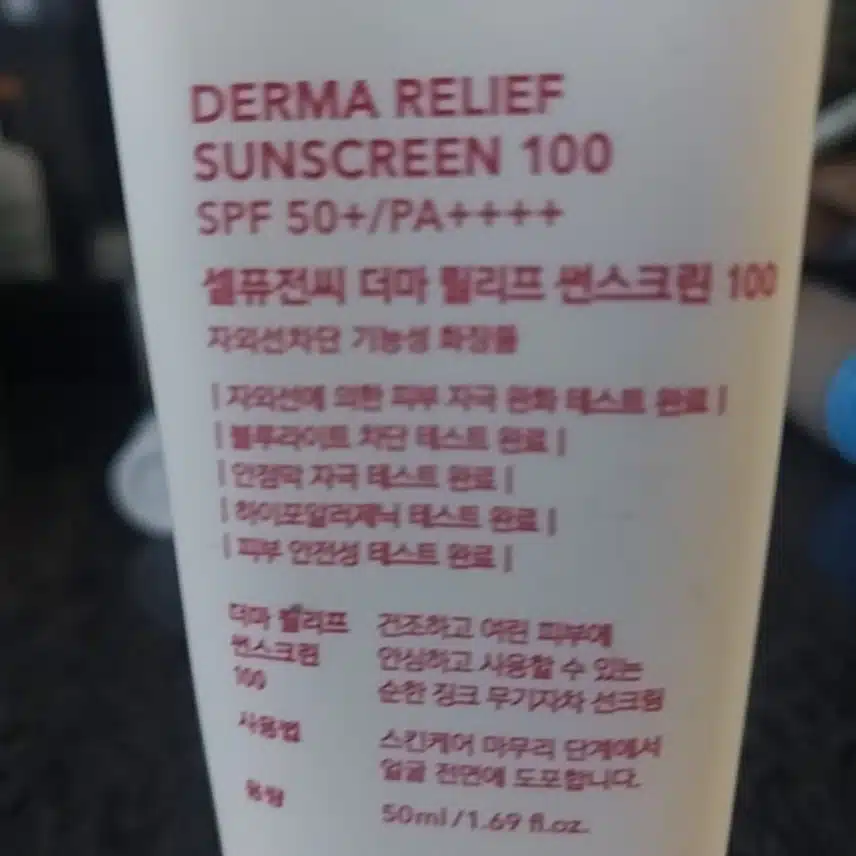 DERMA RELIEF
SUNSCREEN 100
SPF 50+/PA++++
셀퓨전씨 더마 릴리프 썬스크린 100
자외선차단 기능성 화장품
| 자외선에 의한 피부 자극 완화 테스트 완료 |
| 블루라이트 차단 테스트 완료 |
| 안점막 자극 테스트 완료 |
| 하이포알러제닉 테스트 완료 |
| 피부 안전성 테스트 완료 |
더마 릴리프
썬스크린
100
건조하고 여린 피부에
안심하고 사용할 수 있는
순한 징크 무기자차 선크림
사용법
스킨케어 마무리 단계에서
얼굴 전면에 도포합니다.
용량
50ml/1.69 fl.oz.